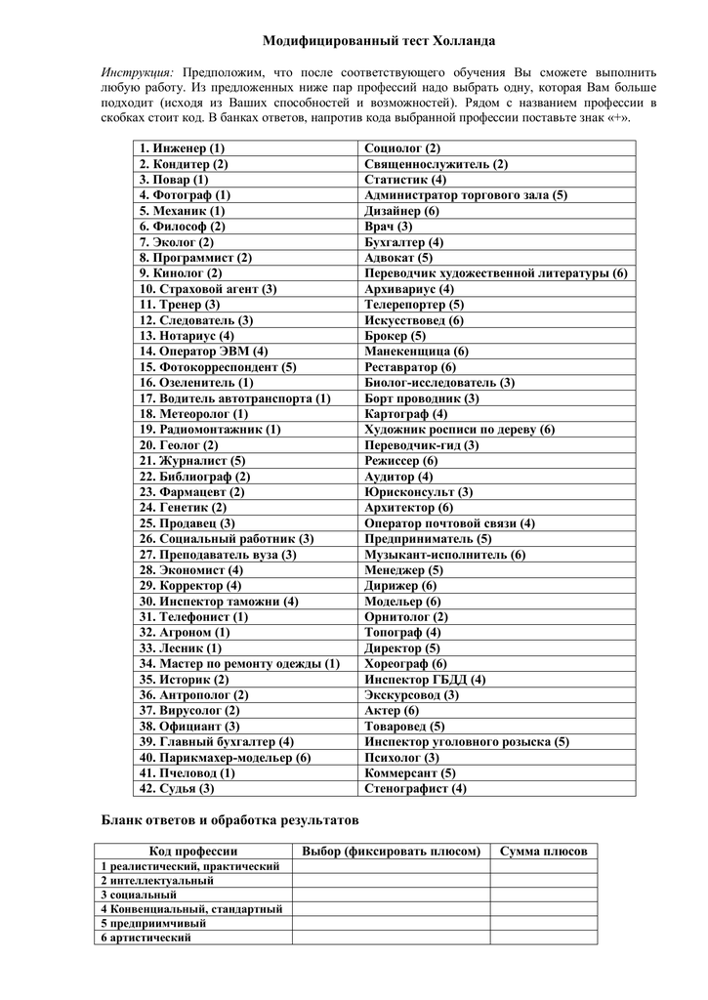 Модифицированный тест Холланда
Инструкция: Предположим, что после соответствующего обучения Вы сможете выполнить
любую работу. Из предложенных ниже пар профессий надо выбрать одну, которая Вам больше
подходит (исходя из Ваших способностей и возможностей). Рядом с названием профессии в
скобках стоит код. В банках ответов, напротив кода выбранной профессии поставьте знак «+».
1. Инженер (1) Социолог (2)
2. Кондитер (2) Священнослужитель (2)
3. Повар (1) Статистик (4)
4. Фотограф (1) Администратор торгового зала (5)
5. Механик (1) Дизайнер (6)
6. Философ (2) Врач (3)
7. Эколог (2) Бухгалтер (4)
8. Программист (2) Адвокат (5)
9. Кинолог (2) Переводчик художественной литературы (6)
10. Страховой агент (3) Архивариус (4)
11. Тренер (3) Телерепортер (5)
12. Следователь (3) Искусствовед (6)
13. Нотариус (4) Брокер (5)
14. Оператор ЭВМ (4) Манекенщица (6)
15. Фотокорреспондент (5) Реставратор (6)
16. Озеленитель (1) Биолог-исследователь (3)
17. Водитель автотранспорта (1) Борт проводник (3)
18. Метеоролог (1) Картограф (4)
19. Радиомонтажник (1) Художник росписи по дереву (6)
20. Геолог (2) Переводчик-гид (3)
21. Журналист (5) Режиссер (6)
22. Библиограф (2) Аудитор (4)
23. Фармацевт (2) Юрисконсульт (3)
24. Генетик (2) Архитектор (6)
25. Продавец (3) Оператор почтовой связи (4)
26. Социальный работник (3) Предприниматель (5)
27. Преподаватель вуза (3) Музыкант-исполнитель (6)
28. Экономист (4) Менеджер (5)
29. Корректор (4) Дирижер (6)
30. Инспектор таможни (4) Модельер (6)
31. Телефонист (1) Орнитолог (2)
32. Агроном (1) Топограф (4)
33. Лесник (1) Директор (5)
34. Мастер по ремонту одежды (1) Хореограф (6)
35. Историк (2) Инспектор ГБДД (4)
36. Антрополог (2) Экскурсовод (3)
37. Вирусолог (2) Актер (6)
38. Официант (3) Товаровед (5)
39. Главный бухгалтер (4) Инспектор уголовного розыска (5)
40. Парикмахер-модельер (6) Психолог (3)
41. Пчеловод (1) Коммерсант (5)
42. Судья (3) Стенографист (4)
Бланк ответов и обработка результатов
Код профессии Выбор (фиксировать плюсом) Сумма плюсов
1 реалистический, практический
2 интеллектуальный
3 социальный
4 Конвенциальный, стандартный
5 предприимчивый
6 артистический